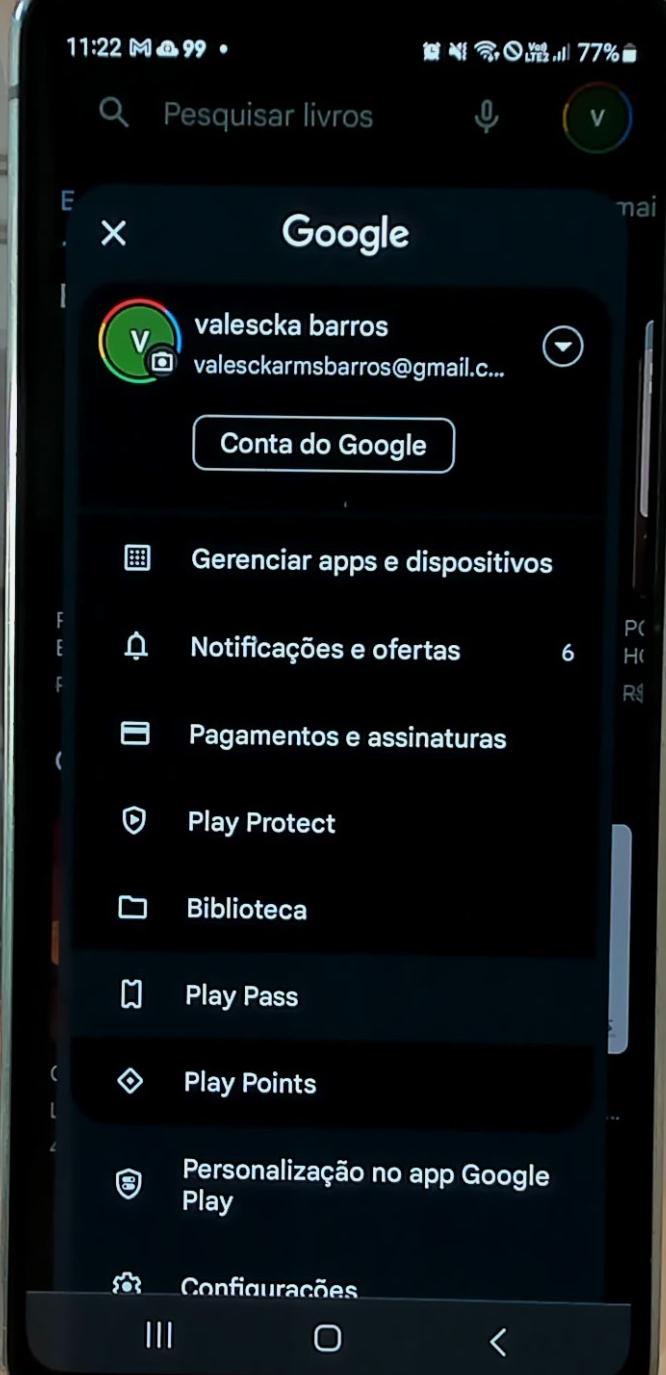 11:22 99
77%
Pesquisar livros
V
mai
Google
V
valescka barros
valesckarmsbarros@gmail.c...
Conta do Google
Gerenciar apps e dispositivos
Notificações e ofertas 6
Pagamentos e assinaturas
R$
Play Protect
Biblioteca
Play Pass
Play Points
Personalização no app Google
Play
Configurações